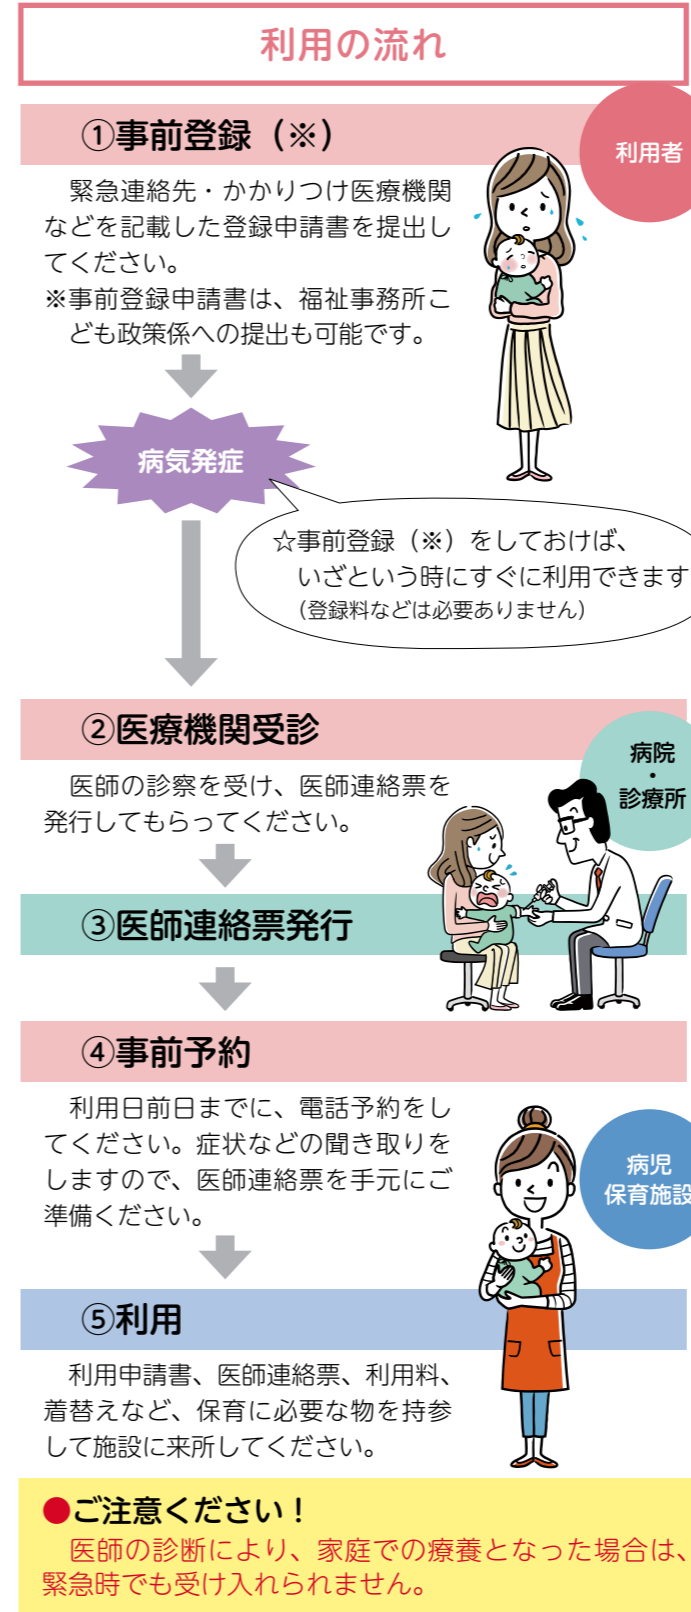 利用の流れ
①事前登録（※）
利用者
緊急連絡先・かかりつけ医療機関
などを記載した登録申請書を提出し
てください。
※事前登録申請書は、福祉事務所こ
ども政策係への提出も可能です。
病気発症
☆事前登録（※）をしておけば、
いざという時にすぐに利用できます
（登録料などは必要ありません）
②医療機関受診
病院
・
診療所
医師の診察を受け、医師連絡票を
発行してもらってください。
③医師連絡票発行
④事前予約
利用日前日までに、電話予約をし
てください。症状などの聞き取りを
しますので、医師連絡票を手元にご
準備ください。
病児
保育施設
⑤利用
利用申請書、医師連絡票、利用料、
着替えなど、保育に必要な物を持参
して施設に来所してください。
●ご注意ください！
医師の診断により、家庭での療養となった場合は、
緊急時でも受け入れられません。